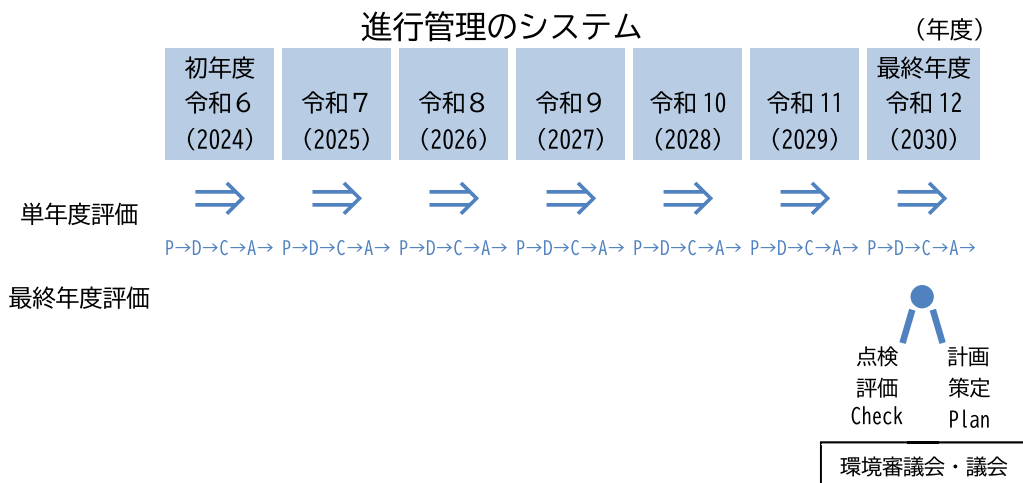 進行管理のシステム
（年度）
初年度
令和６
（2024）
令和７
（2025）
令和８
（2026）
令和９
（2027）
令和 10
（2028）
令和 11
（2029）
最終年度
令和 12
（2030）
単年度評価
P→D→C→A→ P→D→C→A→ P→D→C→A→ P→D→C→A→ P→D→C→A→ P→D→C→A→ P→D→C→A→
最終年度評価
点検
評価
Check
計画
策定
Plan
環境審議会・議会